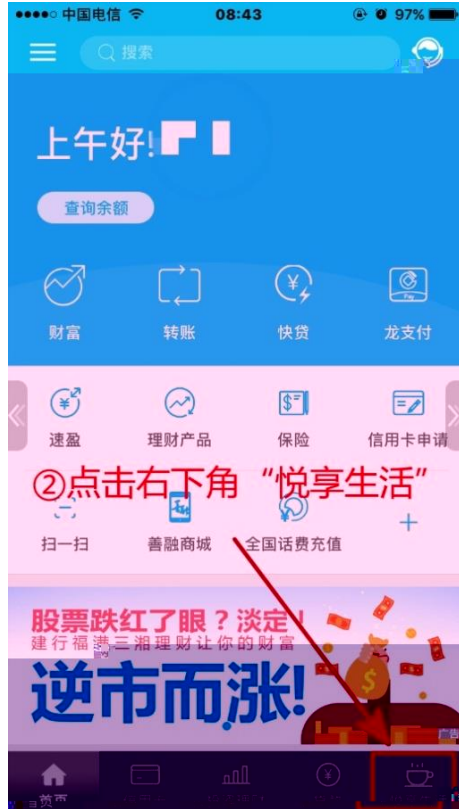 中国电信 08:43 97%
搜索
上午好!
查询余额
财富 转账 快贷 龙支付
速盈 理财产品 保险 信用卡申请
②点击右下角“悦享生活”
扫一扫 善融商城 全国话费充值
股票跌红了眼？淡定！
建行福满三湘理财让你的财富
逆市而涨!
广告
首页